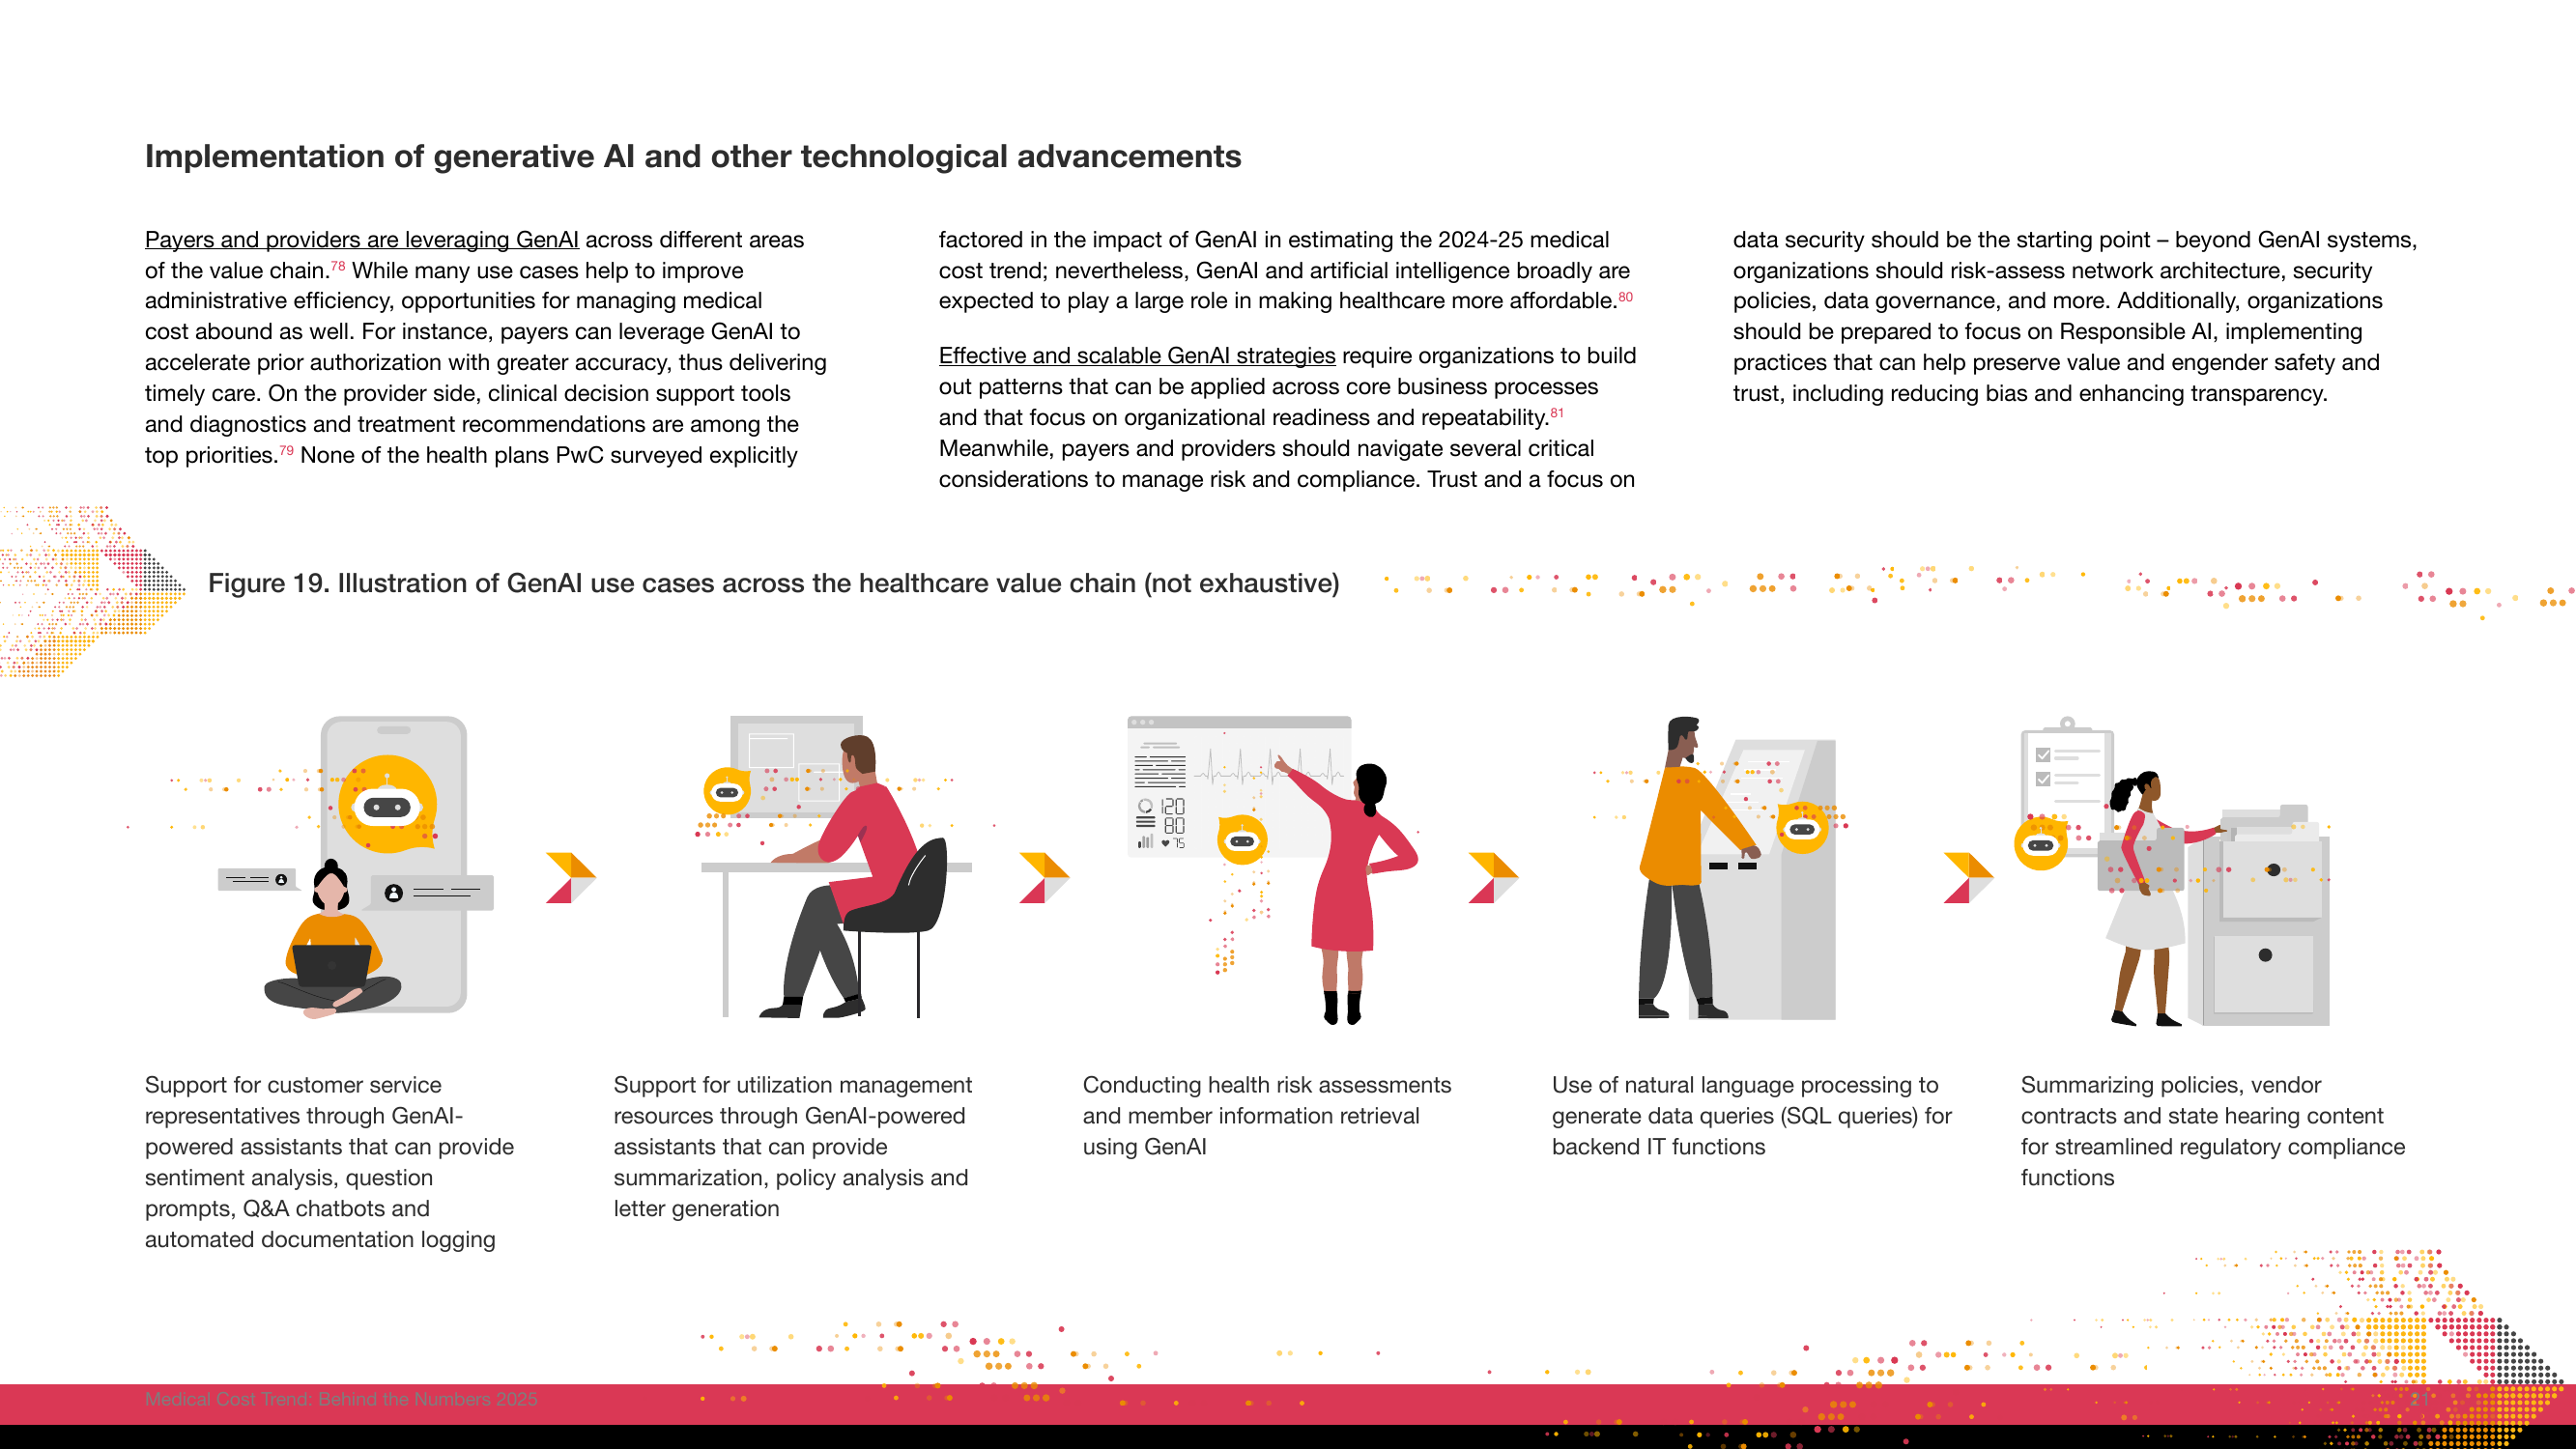 Implementation of generative AI and other technological advancements
Payers and providers are leveraging GenAI across different areas
of the value chain.78 While many use cases help to improve
administrative efficiency, opportunities for managing medical
cost abound as well. For instance, payers can leverage GenAI to
accelerate prior authorization with greater accuracy, thus delivering
timely care. On the provider side, clinical decision support tools
and diagnostics and treatment recommendations are among the
top priorities.79 None of the health plans PwC surveyed explicitly
factored in the impact of GenAI in estimating the 2024-25 medical
cost trend; nevertheless, GenAI and artificial intelligence broadly are
expected to play a large role in making healthcare more affordable.80
Effective and scalable GenAI strategies require organizations to build
out patterns that can be applied across core business processes
and that focus on organizational readiness and repeatability.81
Meanwhile, payers and providers should navigate several critical
considerations to manage risk and compliance. Trust and a focus on
data security should be the starting point – beyond GenAI systems,
organizations should risk-assess network architecture, security
policies, data governance, and more. Additionally, organizations
should be prepared to focus on Responsible AI, implementing
practices that can help preserve value and engender safety and
trust, including reducing bias and enhancing transparency.
Figure 19. Illustration of GenAI use cases across the healthcare value chain (not exhaustive)
120
80
75
Support for customer service
representatives through GenAI-
powered assistants that can provide
sentiment analysis, question
prompts, Q&A chatbots and
automated documentation logging
Support for utilization management
resources through GenAI-powered
assistants that can provide
summarization, policy analysis and
letter generation
Conducting health risk assessments
and member information retrieval
using GenAI
Use of natural language processing to
generate data queries (SQL queries) for
backend IT functions
Summarizing policies, vendor
contracts and state hearing content
for streamlined regulatory compliance
functions
Medical Cost Trend: Behind the Numbers 2025
21